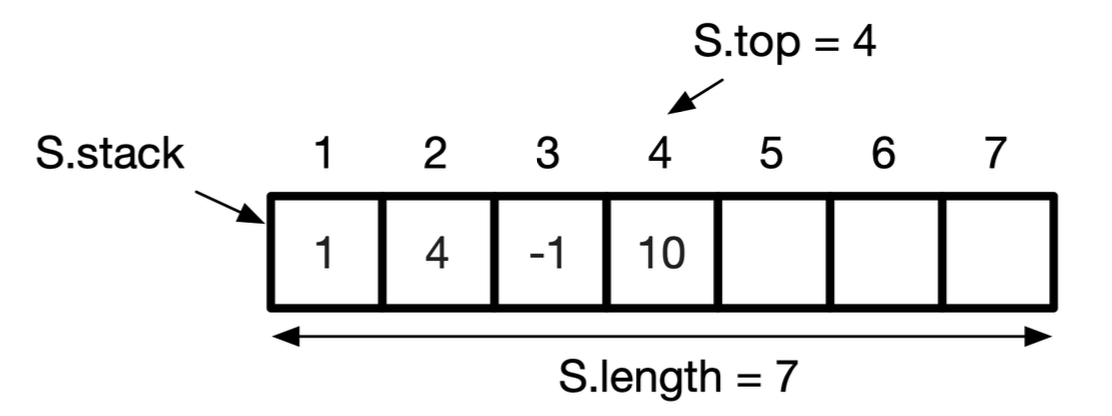 S.top = 4
S.stack 1 2 3 4 5 6 7
1 4 -1 10
S.length = 7